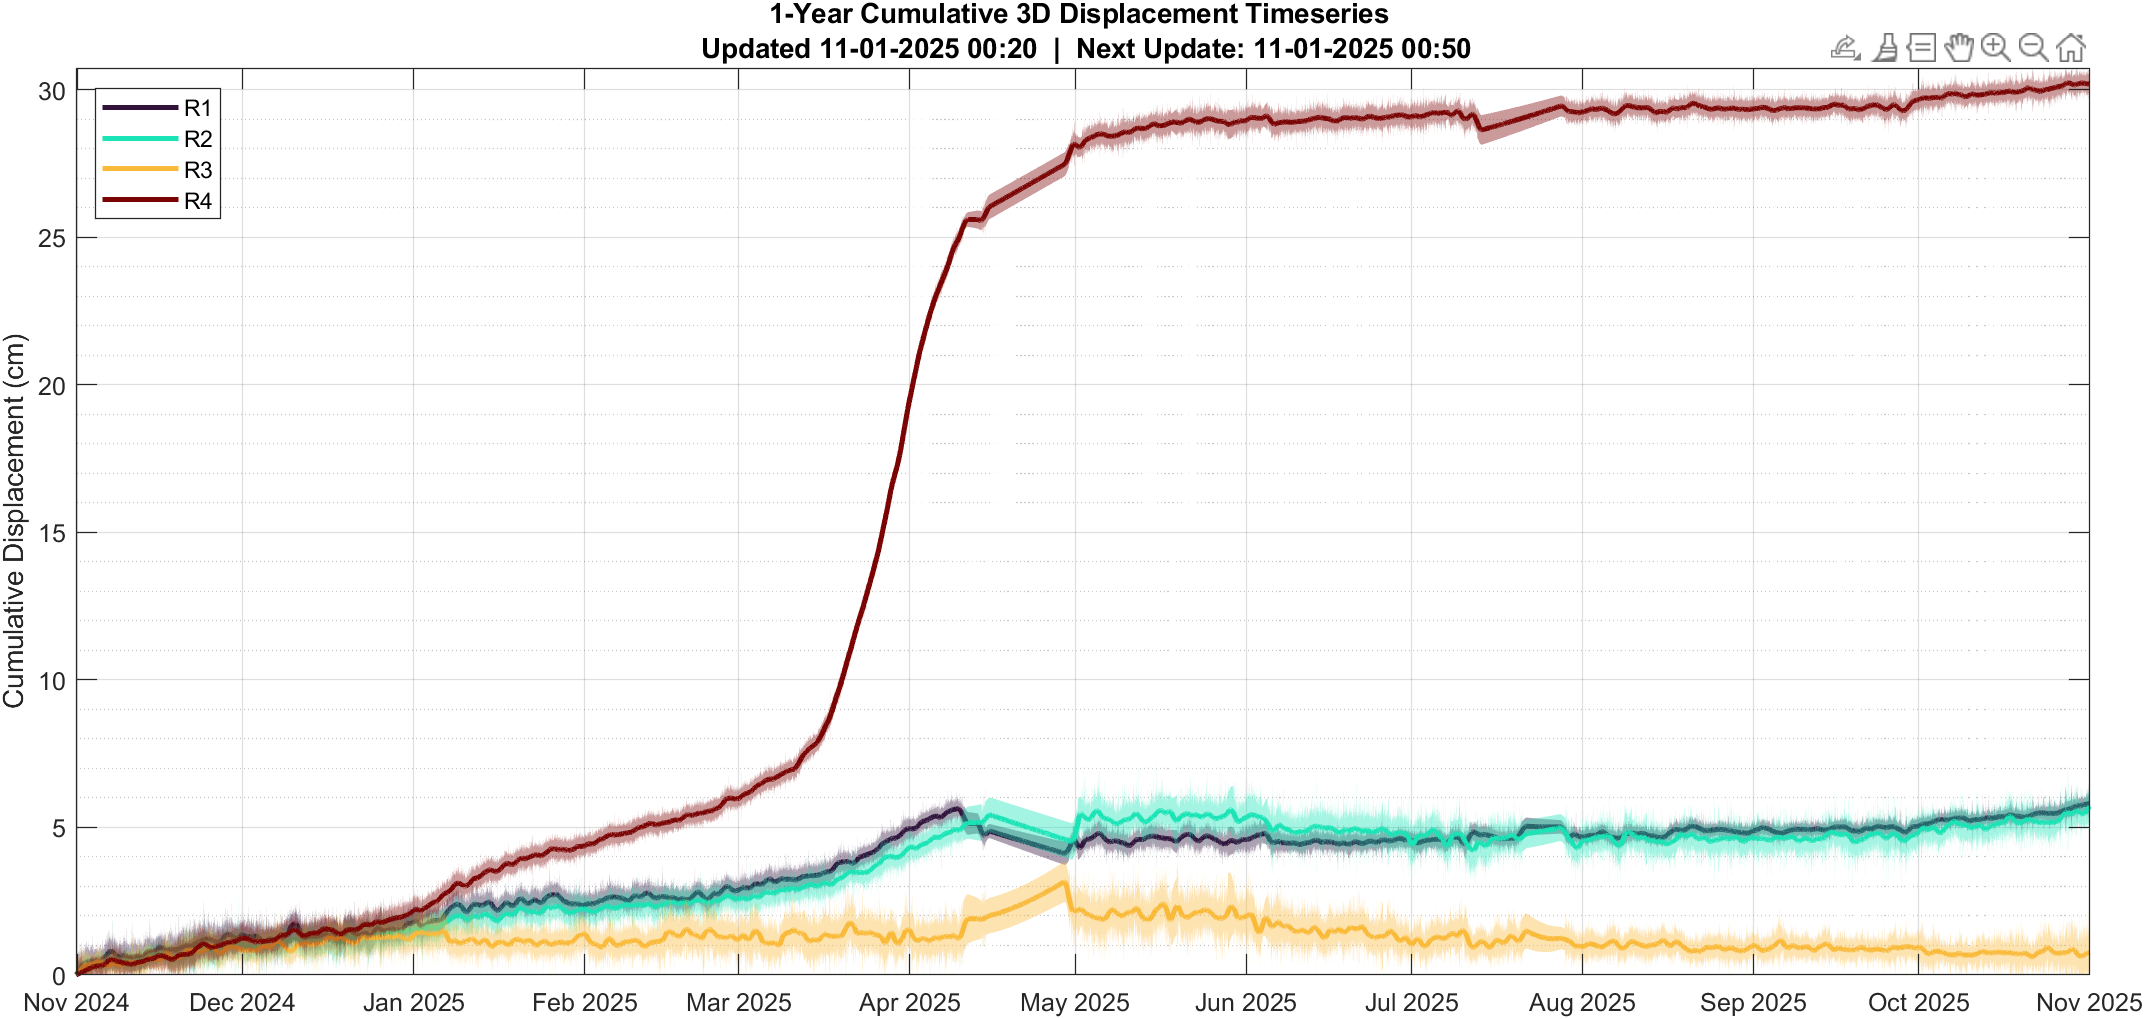 1-Year Cumulative 3D Displacement Timeseries
Updated 11-01-2025 00:20 | Next Update: 11-01-2025 00:50
R1
R2
R3
R4
Cumulative Displacement (cm)
30
25
20
15
10
5
0
Nov 2024 Dec 2024 Jan 2025 Feb 2025 Mar 2025 Apr 2025 May 2025 Jun 2025 Jul 2025 Aug 2025 Sep 2025 Oct 2025 Nov 2025